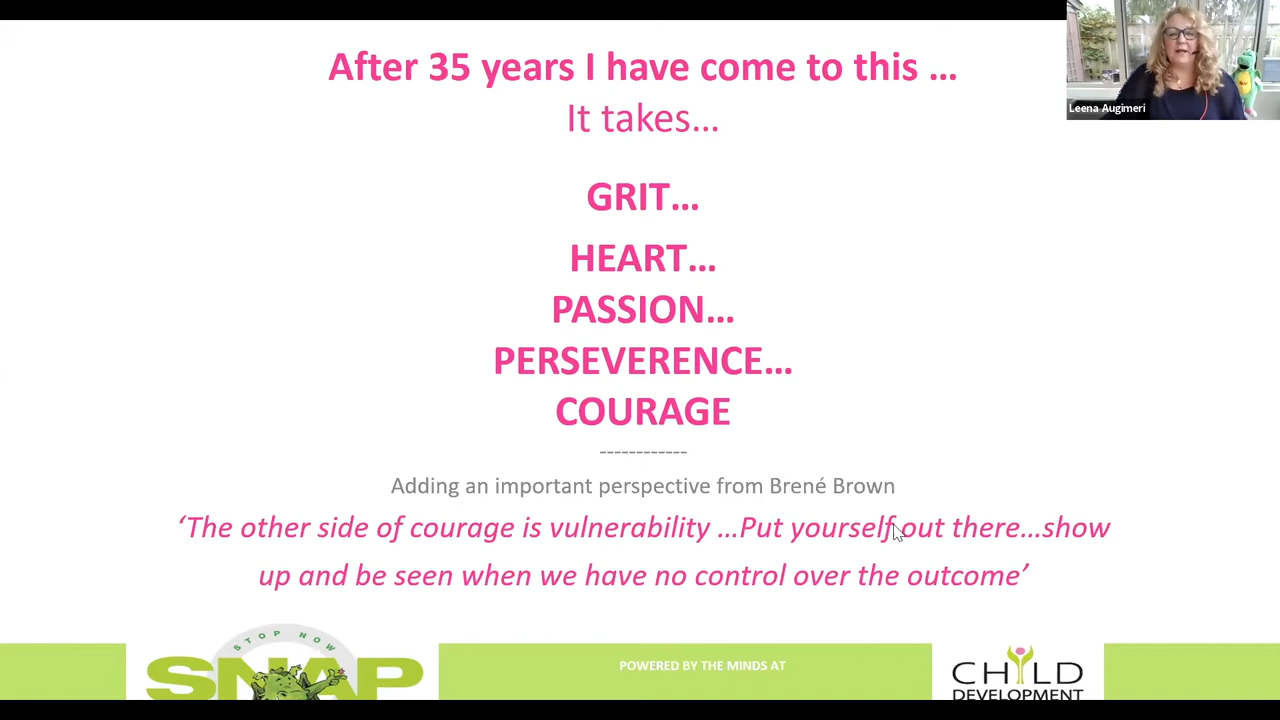 After 35 years I have come to this …
It takes…
GRIT…
HEART…
PASSION…
PERSEVERENCE…
COURAGE
------------
Adding an important perspective from Brené Brown
‘The other side of courage is vulnerability …Put yourself out there…show
up and be seen when we have no control over the outcome’
Leena Augimeri
STOP NOW
SNAP
POWERED BY THE MINDS AT
CHILD
DEVELOPMENT